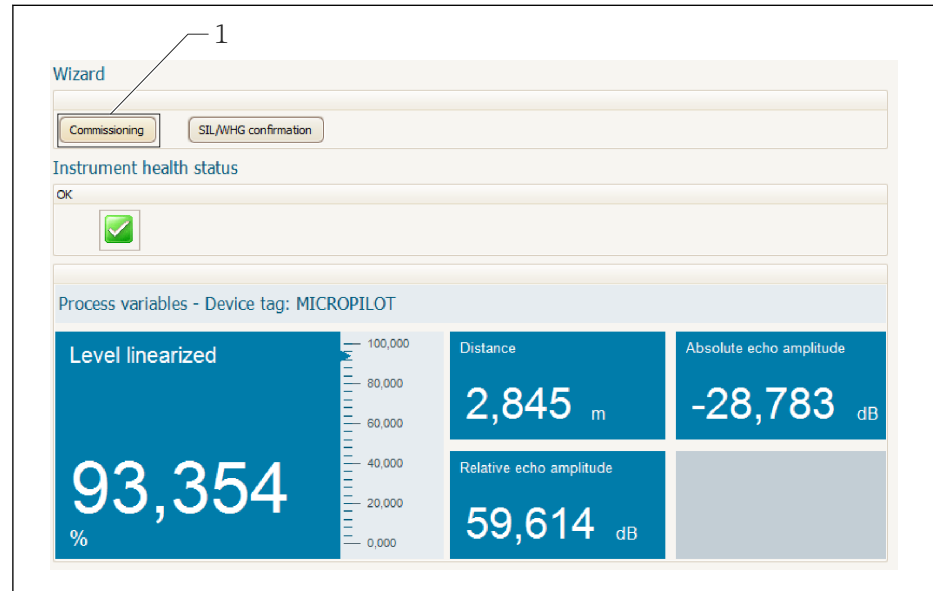 1
Wizard
Commissioning
SIL/WHG confirmation
Instrument health status
OK
Process variables - Device tag: MICROPILOT
Level linearized
93,354
%
100,000
80,000
60,000
40,000
20,000
0,000
Distance
2,845 m
Absolute echo amplitude
-28,783 dB
Relative echo amplitude
59,614 dB